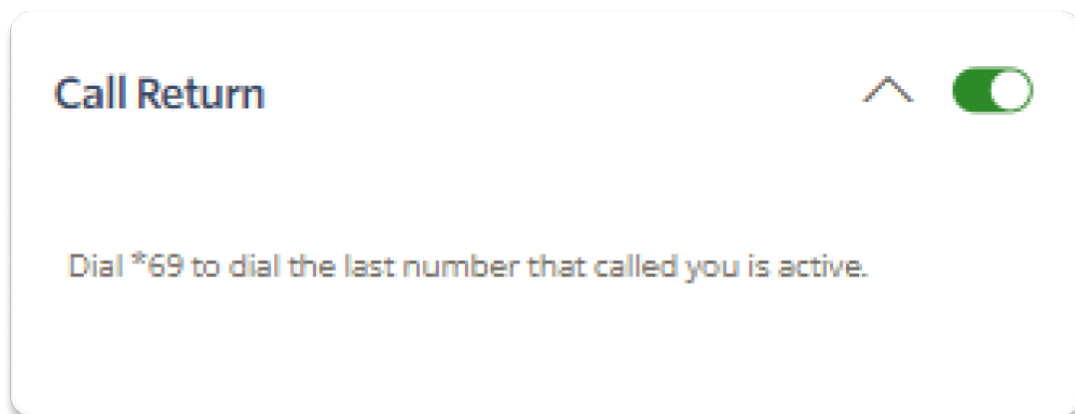 Call Return
Dial *69 to dial the last number that called you is active.